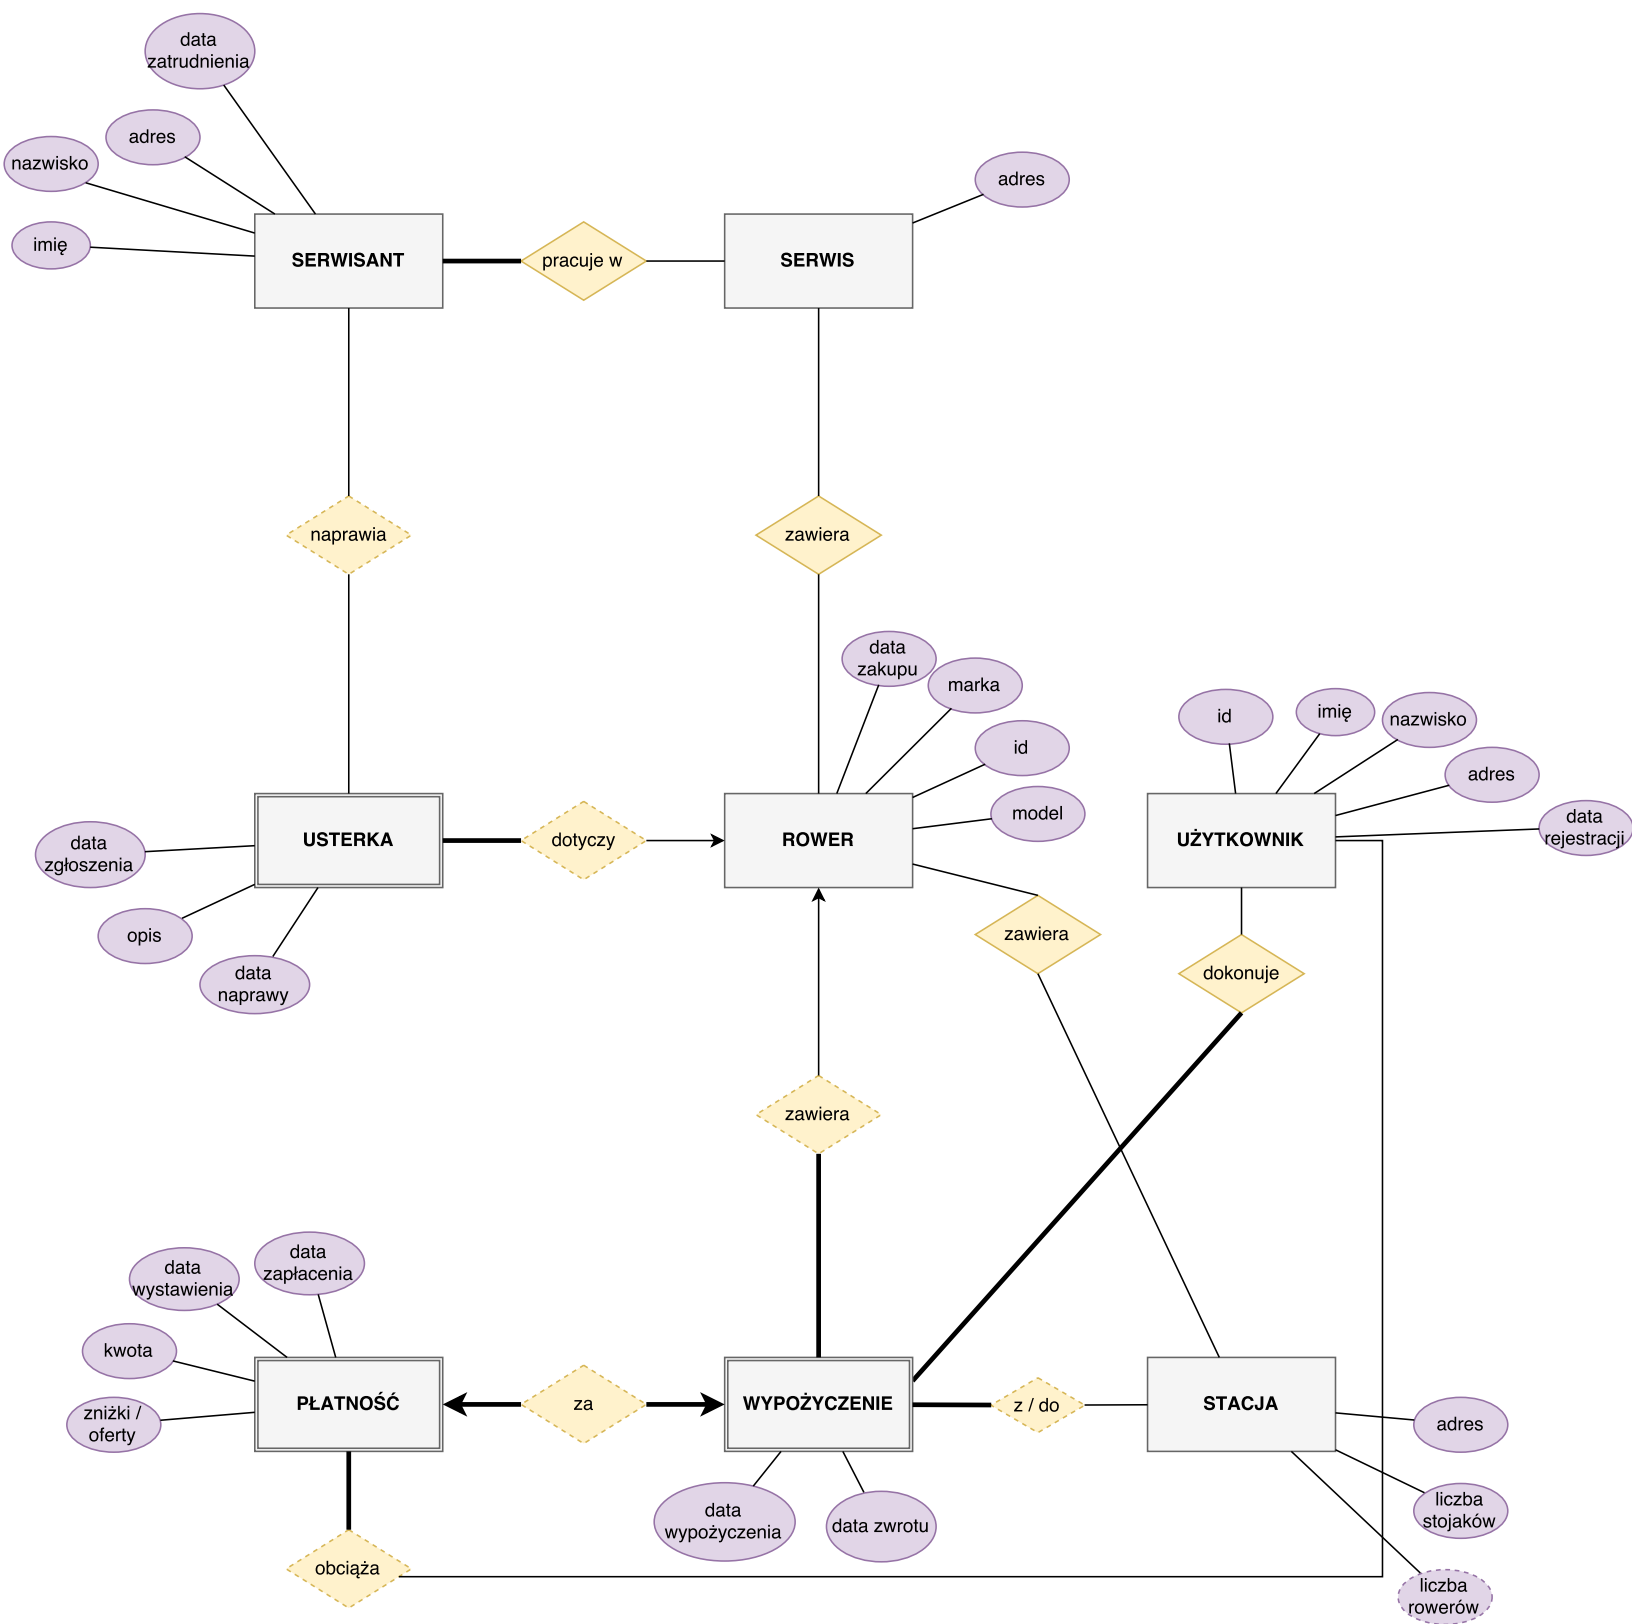 data
zatrudnienia
adres
nazwisko
imię
SERWISANT
pracuje w
SERWIS
adres
naprawia
zawiera
data
zakupu
marka
id
model
id
imię
nazwisko
adres
data
rejestracji
USTERKA
dotyczy
ROWER
UŻYTKOWNIK
data
zgłoszenia
opis
data
naprawy
zawiera
dokonuje
zawiera
data
wystawienia
data
zapłacenia
kwota
zniżki /
oferty
PŁATNOŚĆ
za
WYPOŻYCZENIE
z / do
STACJA
adres
liczba
stojaków
liczba
rowerów
data
wypożyczenia
data zwrotu
obciąża